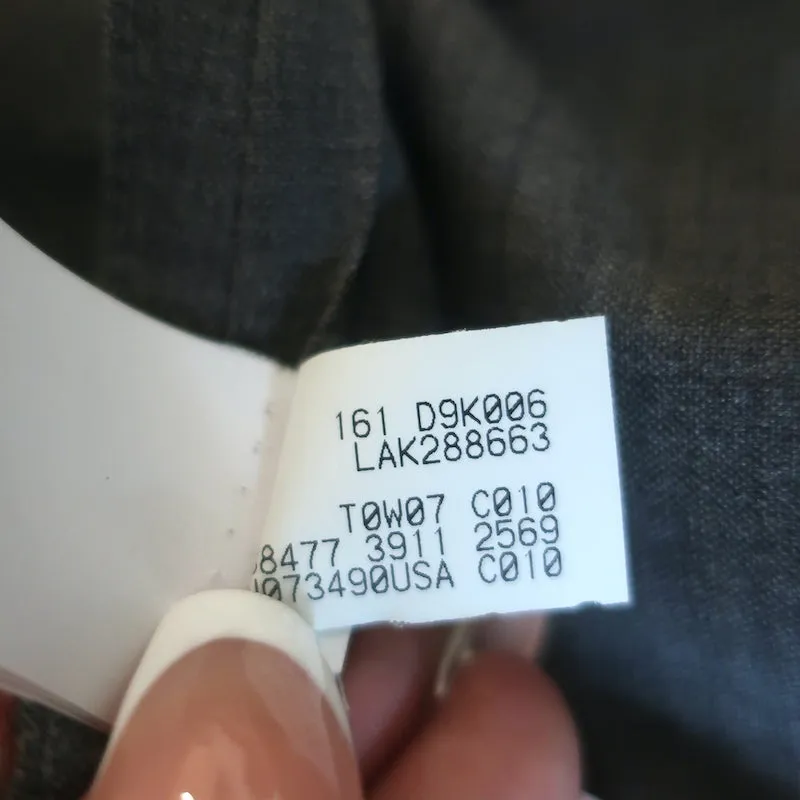 161 D9K006
LAK288663
T0W07 C010
8477 3911 2569
073490USA C010